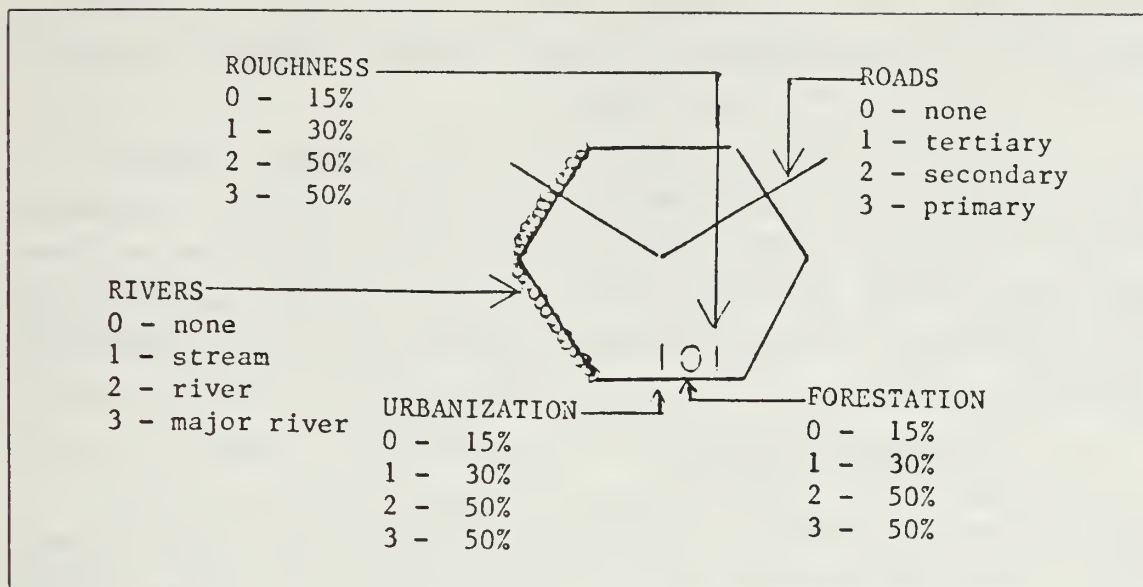 ROUGHNESS
0 - 15%
1 - 30%
2 - 50%
3 - 50%
ROADS
0 - none
1 - tertiary
2 - secondary
3 - primary
RIVERS
0 - none
1 - stream
2 - river
3 - major river
101
URBANIZATION
0 - 15%
1 - 30%
2 - 50%
3 - 50%
FORESTATION
0 - 15%
1 - 30%
2 - 50%
3 - 50%